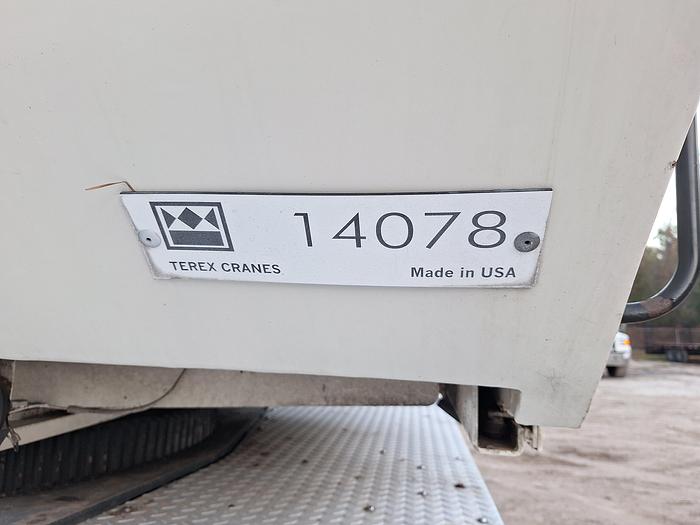 14078
TEREX CRANES
Made in USA